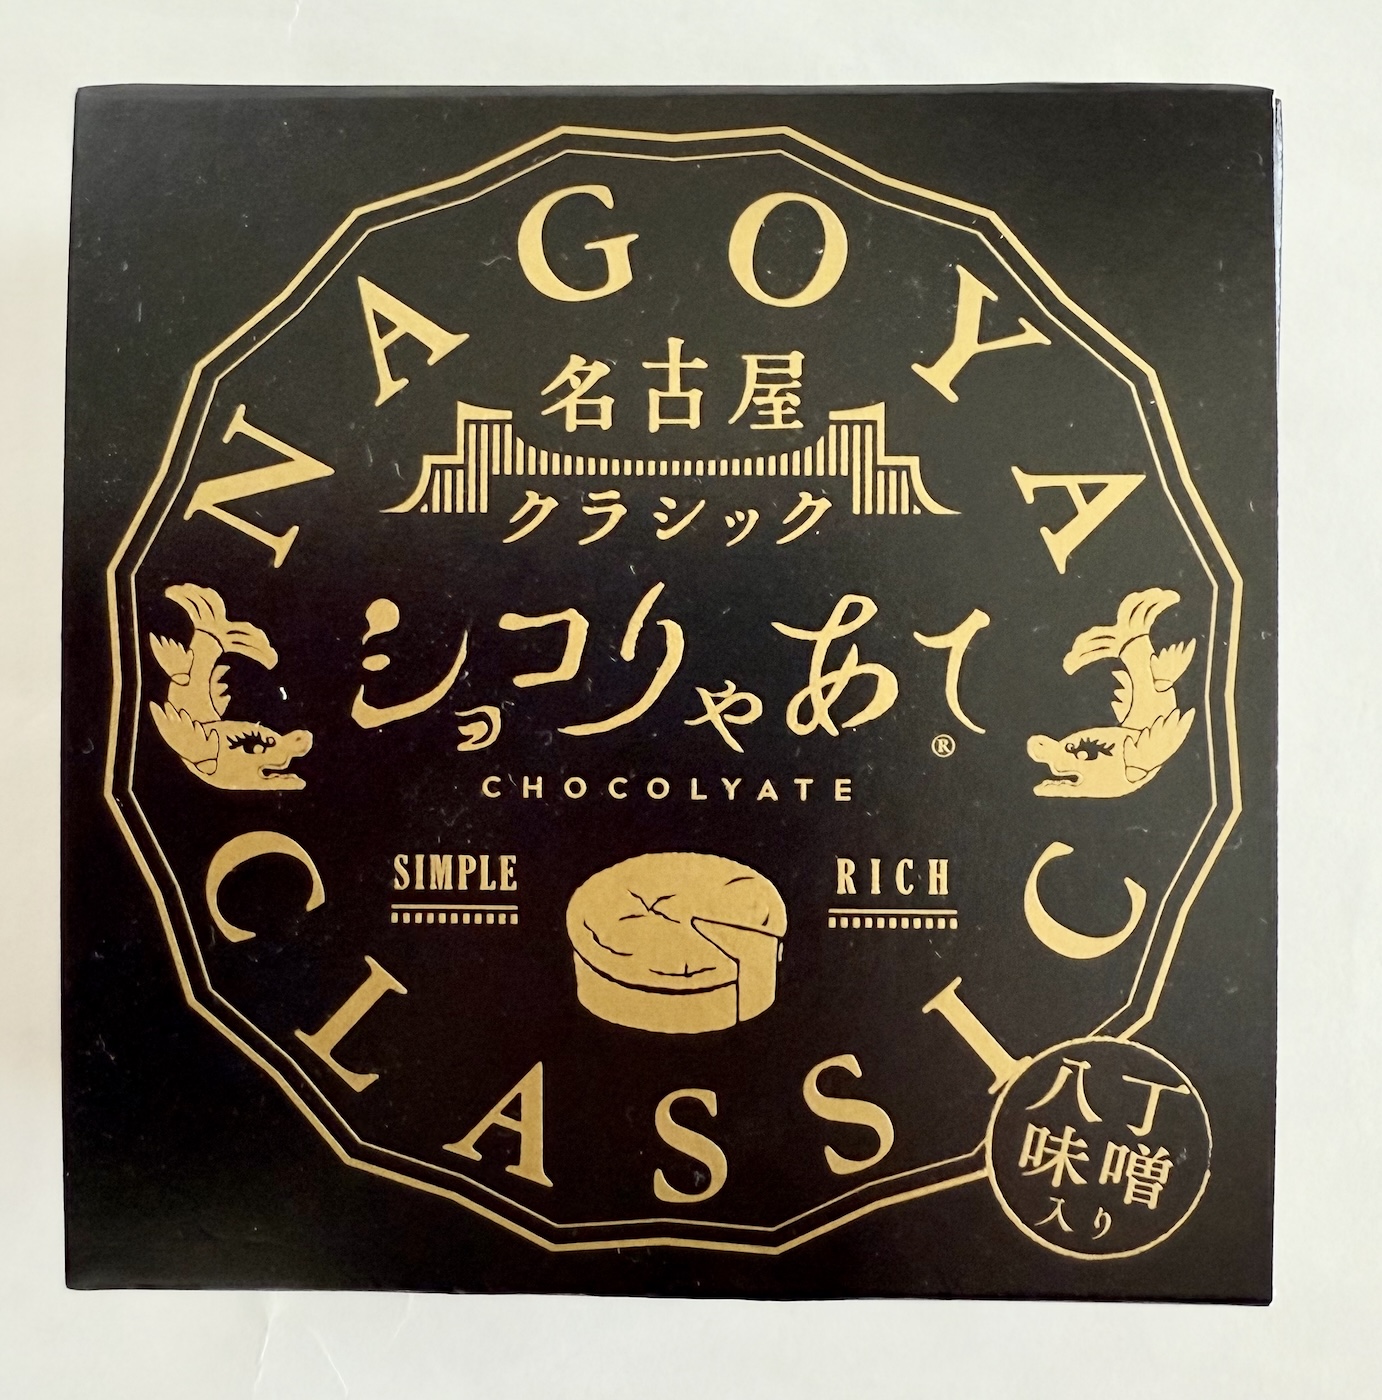 NAGOYA
名古屋
クラシック
ショコりゃあて®
CHOCOLYATE
SIMPLE
RICH
CLASSIC
八丁
味噌
入り